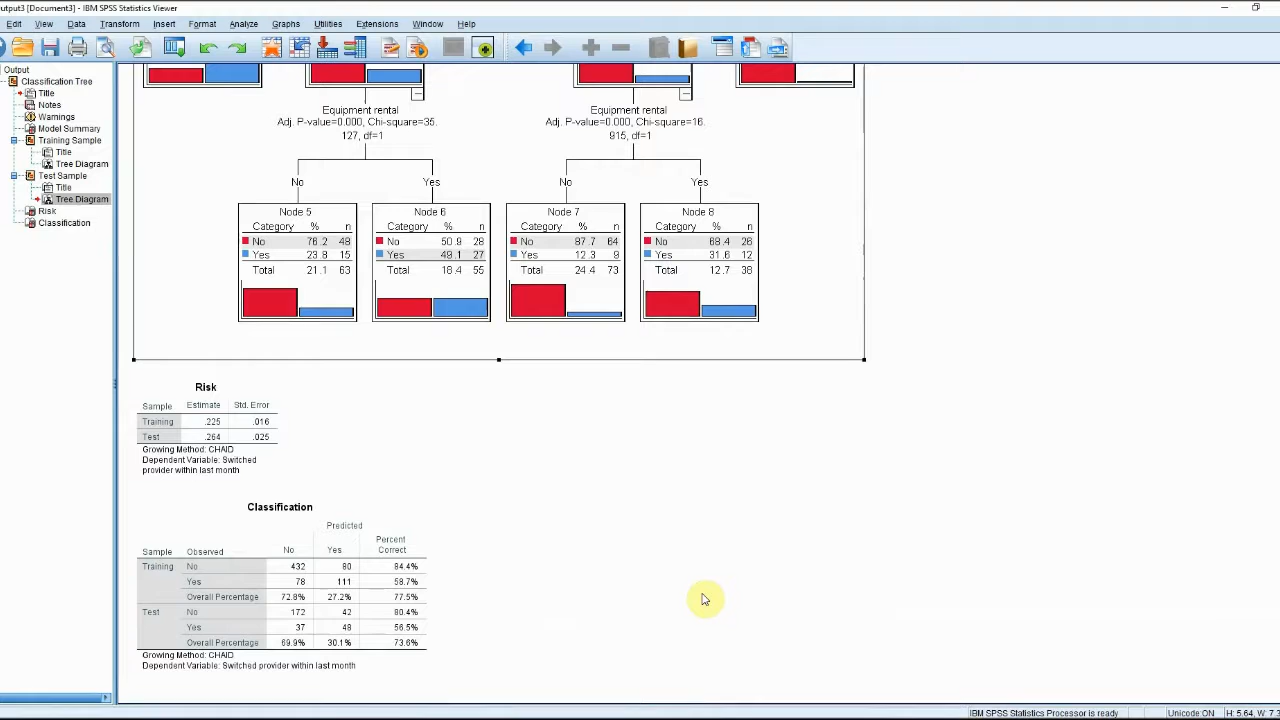 utput3 [Document3] - IBM SPSS Statistics Viewer
Edit View Data Transform Insert Format Analyze Graphs Utilities Extensions Window Help
Output
Classification Tree
Title
Notes
Warnings
Model Summary
Training Sample
Title
Tree Diagram
Test Sample
Title
Tree Diagram
Risk
Classification
Equipment rental
Adj. P-value=0.000, Chi-square=35.
127, df=1
Equipment rental
Adj. P-value=0.000, Chi-square=16.
915, df=1
No Yes No Yes
Node 5
Category % n
No 76.2 48
Yes 23.8 15
Total 21.1 63
Node 6
Category % n
No 50.9 28
Yes 49.1 27
Total 18.4 55
Node 7
Category % n
No 87.7 64
Yes 12.3 9
Total 24.4 73
Node 8
Category % n
No 68.4 26
Yes 31.6 12
Total 12.7 38
Risk
Sample Estimate Std. Error
Training .225 .016
Test .264 .025
Growing Method: CHAID
Dependent Variable: Switched
provider within last month
Classification
Predicted
Sample Observed No Yes Percent
Correct
Training No 432 80 84.4%
Yes 78 111 58.7%
Overall Percentage 72.8% 27.2% 77.5%
Test No 172 42 80.4%
Yes 37 48 56.5%
Overall Percentage 69.9% 30.1% 73.6%
Growing Method: CHAID
Dependent Variable: Switched provider within last month
IBM SPSS Statistics Processor is ready Unicode:ON H: 5.64, W: 7.3